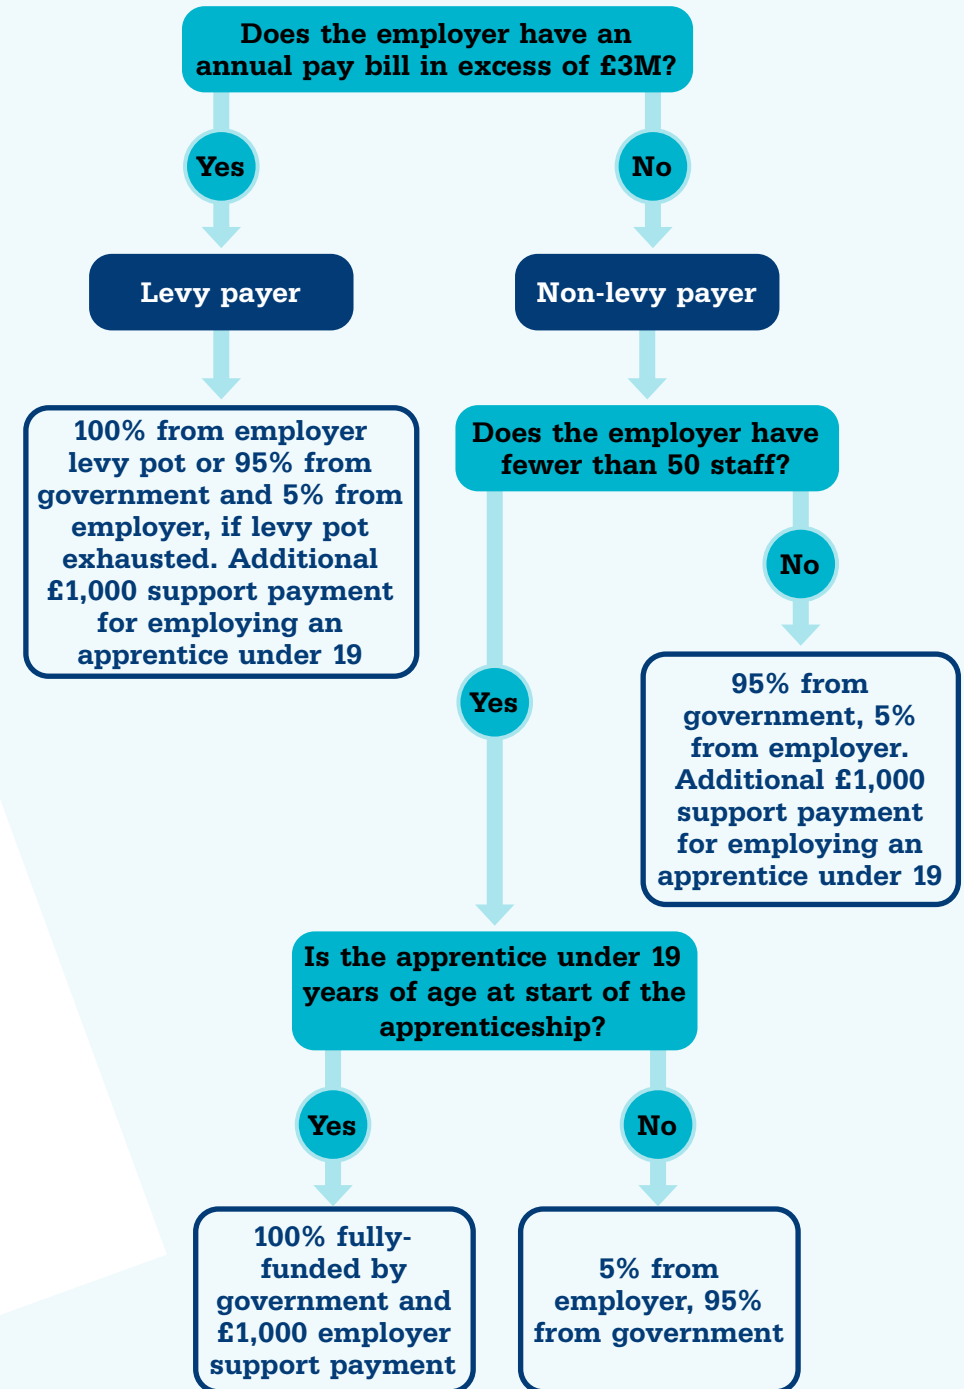 Does the employer have an
annual pay bill in excess of £3M?
Yes
No
Levy payer
Non-levy payer
100% from employer
levy pot or 95% from
government and 5% from
employer, if levy pot
exhausted. Additional
£1,000 support payment
for employing an
apprentice under 19
Does the employer have
fewer than 50 staff?
No
Yes
95% from
government, 5%
from employer.
Additional £1,000
support payment
for employing an
apprentice under 19
Is the apprentice under 19
years of age at start of the
apprenticeship?
Yes
No
100% fully-
funded by
government and
£1,000 employer
support payment
5% from
employer, 95%
from government